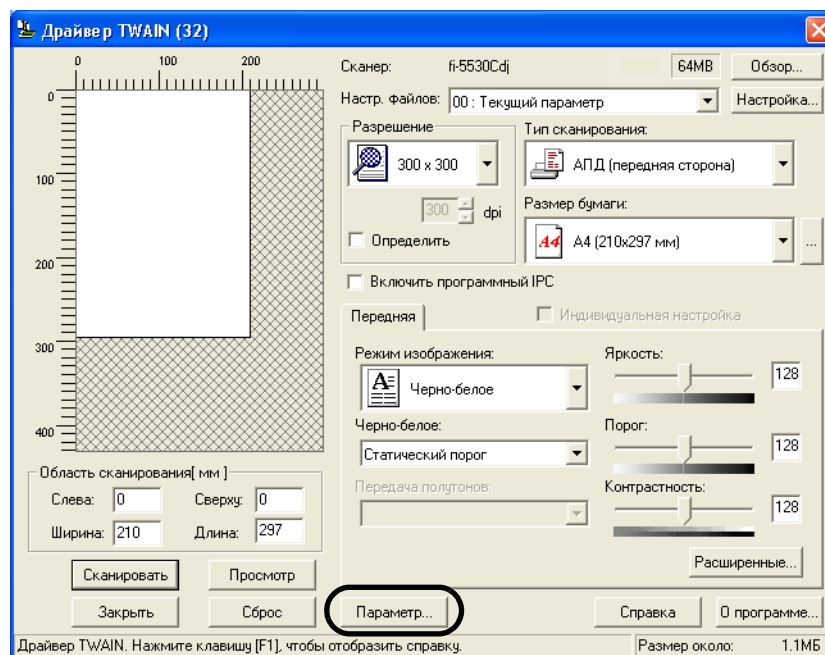 Драйвер TWAIN (32)
0 100 200
0
100
200
300
400
Сканер: fi-5530Cdj 64MB Обзор...
Настр. файлов: 00 : Текущий параметр Настройка...
Разрешение
300 x 300
300 dpi
Определить
Тип сканирования:
АПД (передняя сторона)
Размер бумаги:
A4 A4 (210x297 мм) ...
Включить программный IPC
Передняя Индивидуальная настройка
Режим изображения:
A Черно-белое
Черно-белое:
Статический порог
Передача полутонов:
Яркость:
128
Порог:
128
Контрастность:
128
Расширенные...
Область сканирования[ мм ]
Слева: 0 Сверху: 0
Ширина: 210 Длина: 297
Сканировать Просмотр
Закрыть Сброс Параметр... Справка О программе...
Драйвер TWAIN. Нажмите клавишу [F1], чтобы отобразить справку. Размер около: 1.1МБ